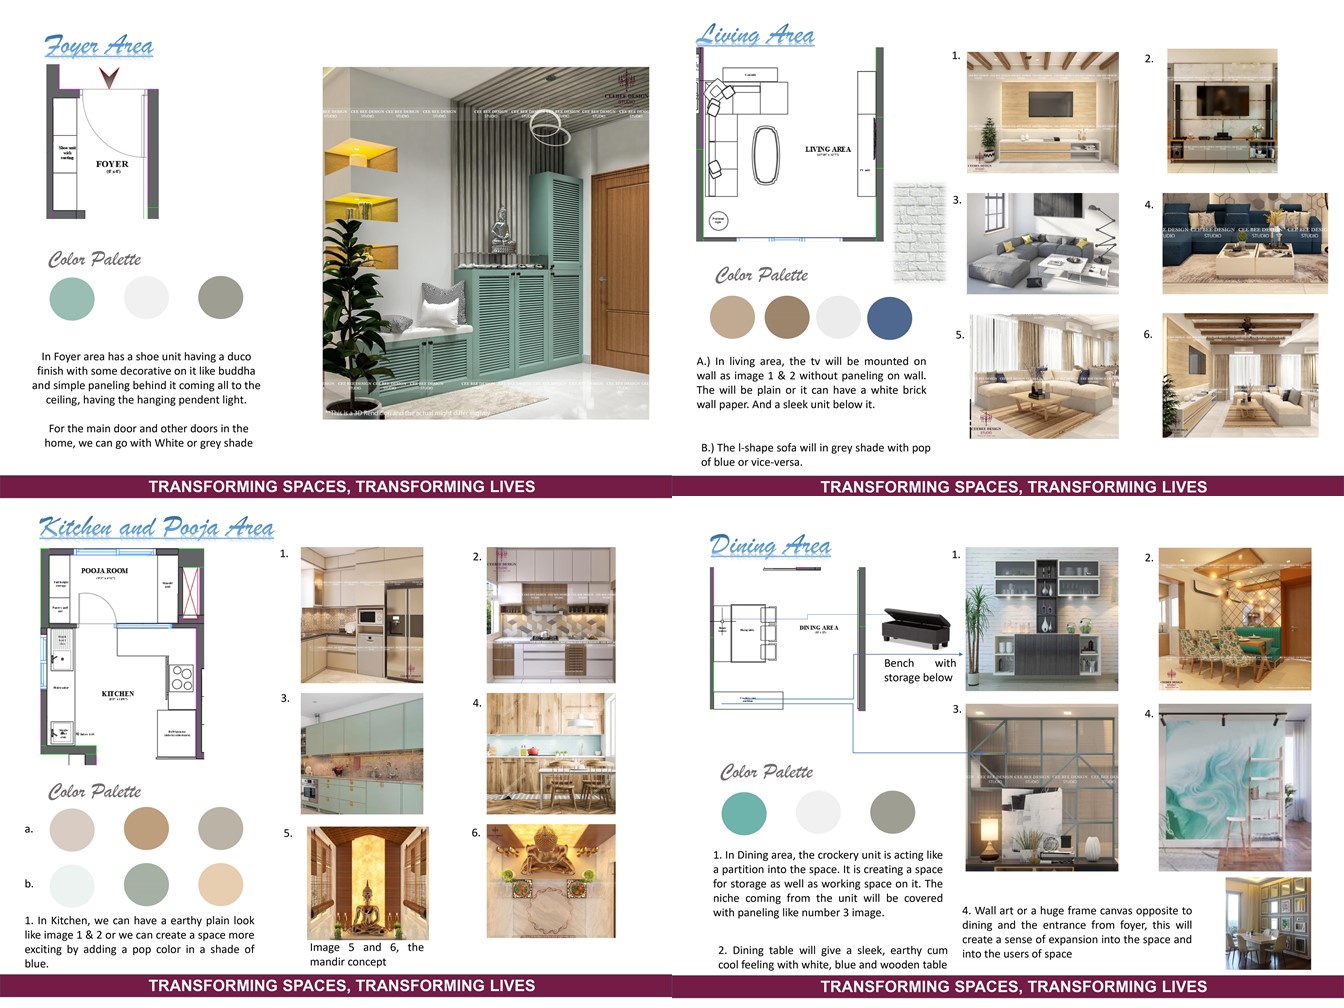 Foyer Area
Shoe unit
with
seating
FOYER
Color Palette
In Foyer area has a shoe unit having a duco
finish with some decorative on it like buddha
and simple paneling behind it coming all to the
ceiling, having the hanging pendent light.
For the main door and other doors in the
home, we can go with White or grey shade
CEE BEE DESIGN
STUDIO
TRANSFORMING SPACES, TRANSFORMING LIVES
Living Area
LIVING AREA
Color Palette
A.) In living area, the tv will be mounted on
wall as image 1 & 2 without paneling on wall.
The will be plain or it can have a white brick
wall paper. And a sleek unit below it.
B.) The l-shape sofa will in grey shade with pop
of blue or vice-versa.
1.
2.
3.
4.
5.
6.
CEE BEE DESIGN
STUDIO
TRANSFORMING SPACES, TRANSFORMING LIVES
Kitchen and Pooja Area
POOJA ROOM
KITCHEN
Color Palette
a.
b.
1. In Kitchen, we can have a earthy plain look
like image 1 & 2 or we can create a space more
exciting by adding a pop color in a shade of
blue.
1.
2.
3.
4.
5.
6.
Image 5 and 6, the
mandir concept
TRANSFORMING SPACES, TRANSFORMING LIVES
Dining Area
DINING AREA
Bench with
storage below
Color Palette
1. In Dining area, the crockery unit is acting like
a partition into the space. It is creating a space
for storage as well as working space on it. The
niche coming from the unit will be covered
with paneling like number 3 image.
2. Dining table will give a sleek, earthy cum
cool feeling with white, blue and wooden table
1.
2.
3.
4.
CEE BEE DESIGN
STUDIO
4. Wall art or a huge frame canvas opposite to
dining and the entrance from foyer, this will
create a sense of expansion into the space and
into the users of space
TRANSFORMING SPACES, TRANSFORMING LIVES